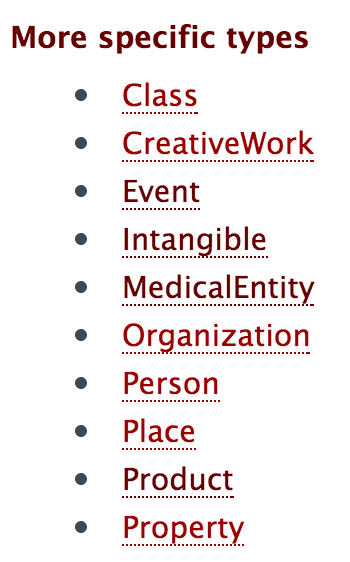 More specific types
Class
CreativeWork
Event
Intangible
MedicalEntity
Organization
Person
Place
Product
Property